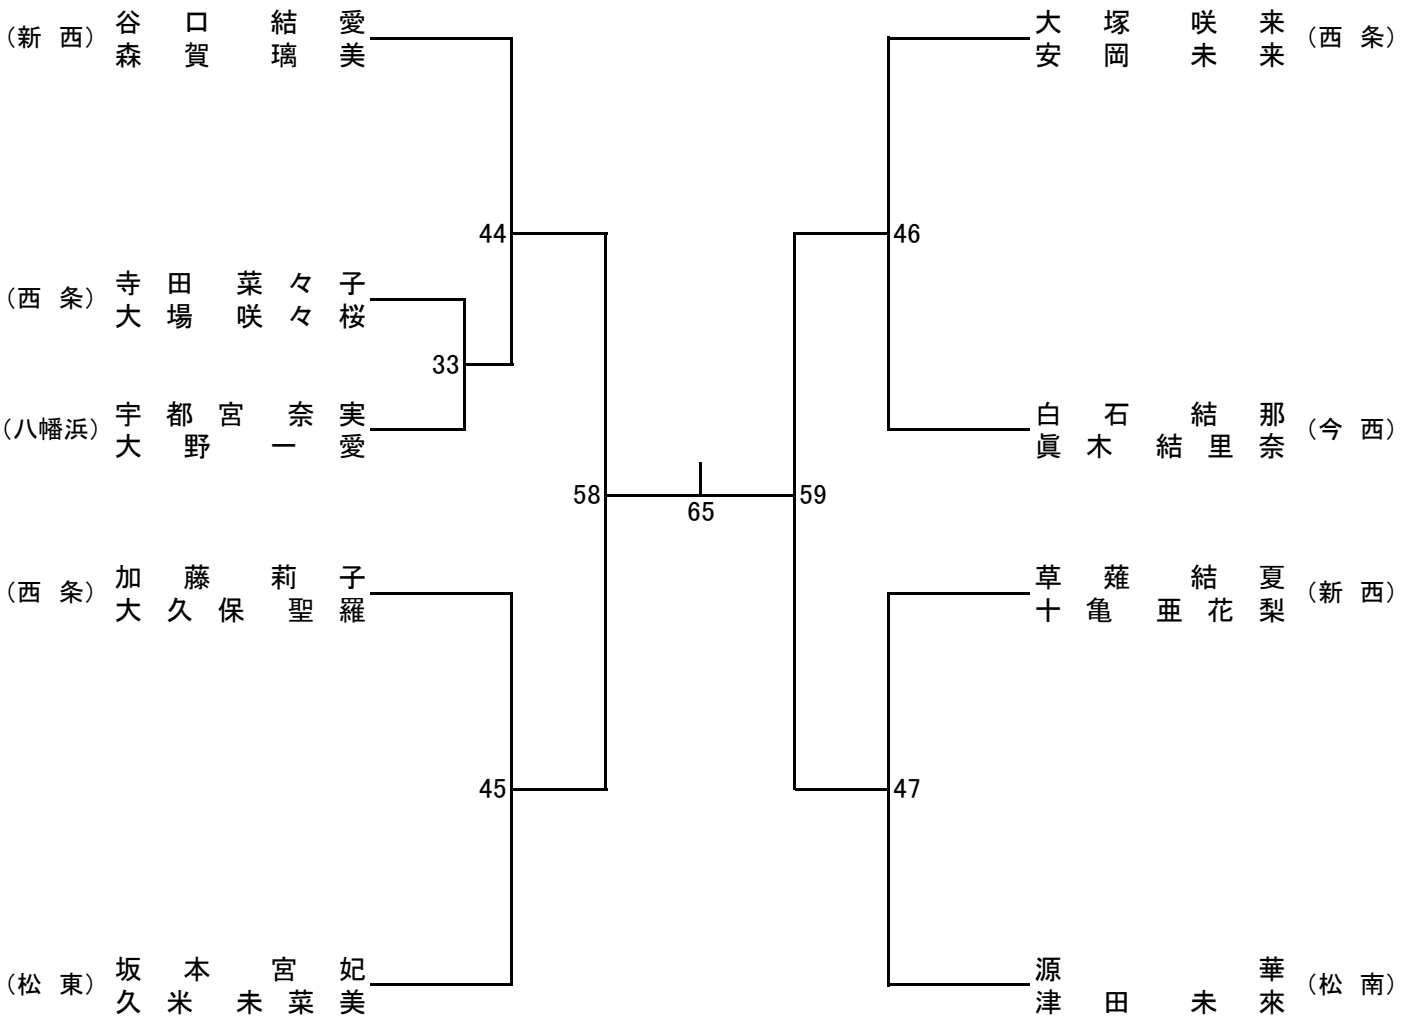 (新 西) 谷口 結愛
森賀 璃美
44
(西 条) 寺田 菜々子
大場 咲々桜
33
(八幡浜) 宇都宮 奈実
大野 一愛
58
(西 条) 加藤 莉子
大久保 聖羅
45
(松 東) 坂本 宮妃
久米 未菜美
65
大塚 咲来 (西 条)
安岡 未来
46
白石 結那 (今 西)
眞木 結里奈
59
草薙 結夏 (新 西)
十亀 亜花梨
47
源 華 (松 南)
津田 未來